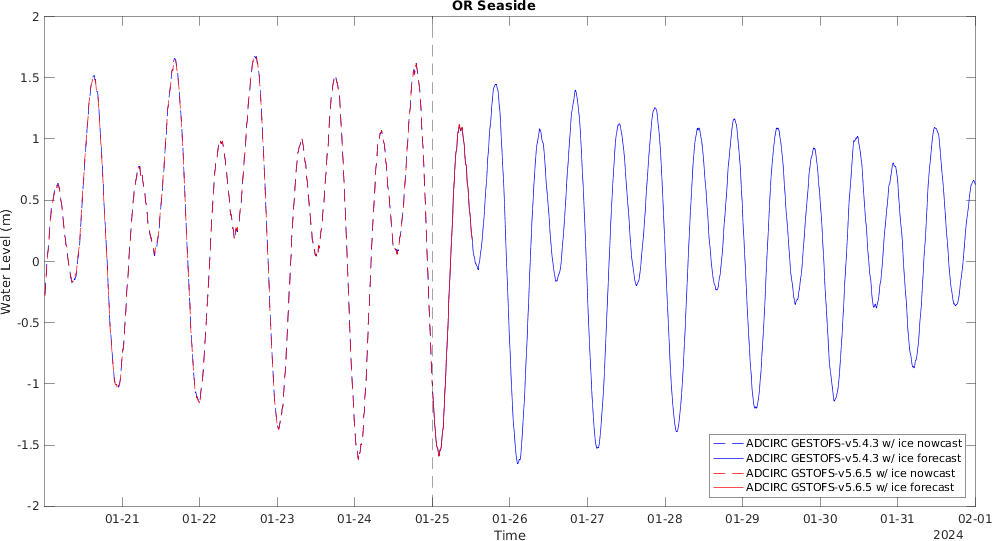 OR Seaside
Water Level (m)
2
1.5
1
0.5
0
-0.5
-1
-1.5
-2
ADCIRC GESTOFS-v5.4.3 w/ ice nowcast
ADCIRC GESTOFS-v5.4.3 w/ ice forecast
ADCIRC GSTOFS-v5.6.5 w/ ice nowcast
ADCIRC GSTOFS-v5.6.5 w/ ice forecast
01-21 01-22 01-23 01-24 01-25 01-26 01-27 01-28 01-29 01-30 01-31 02-01
Time
2024